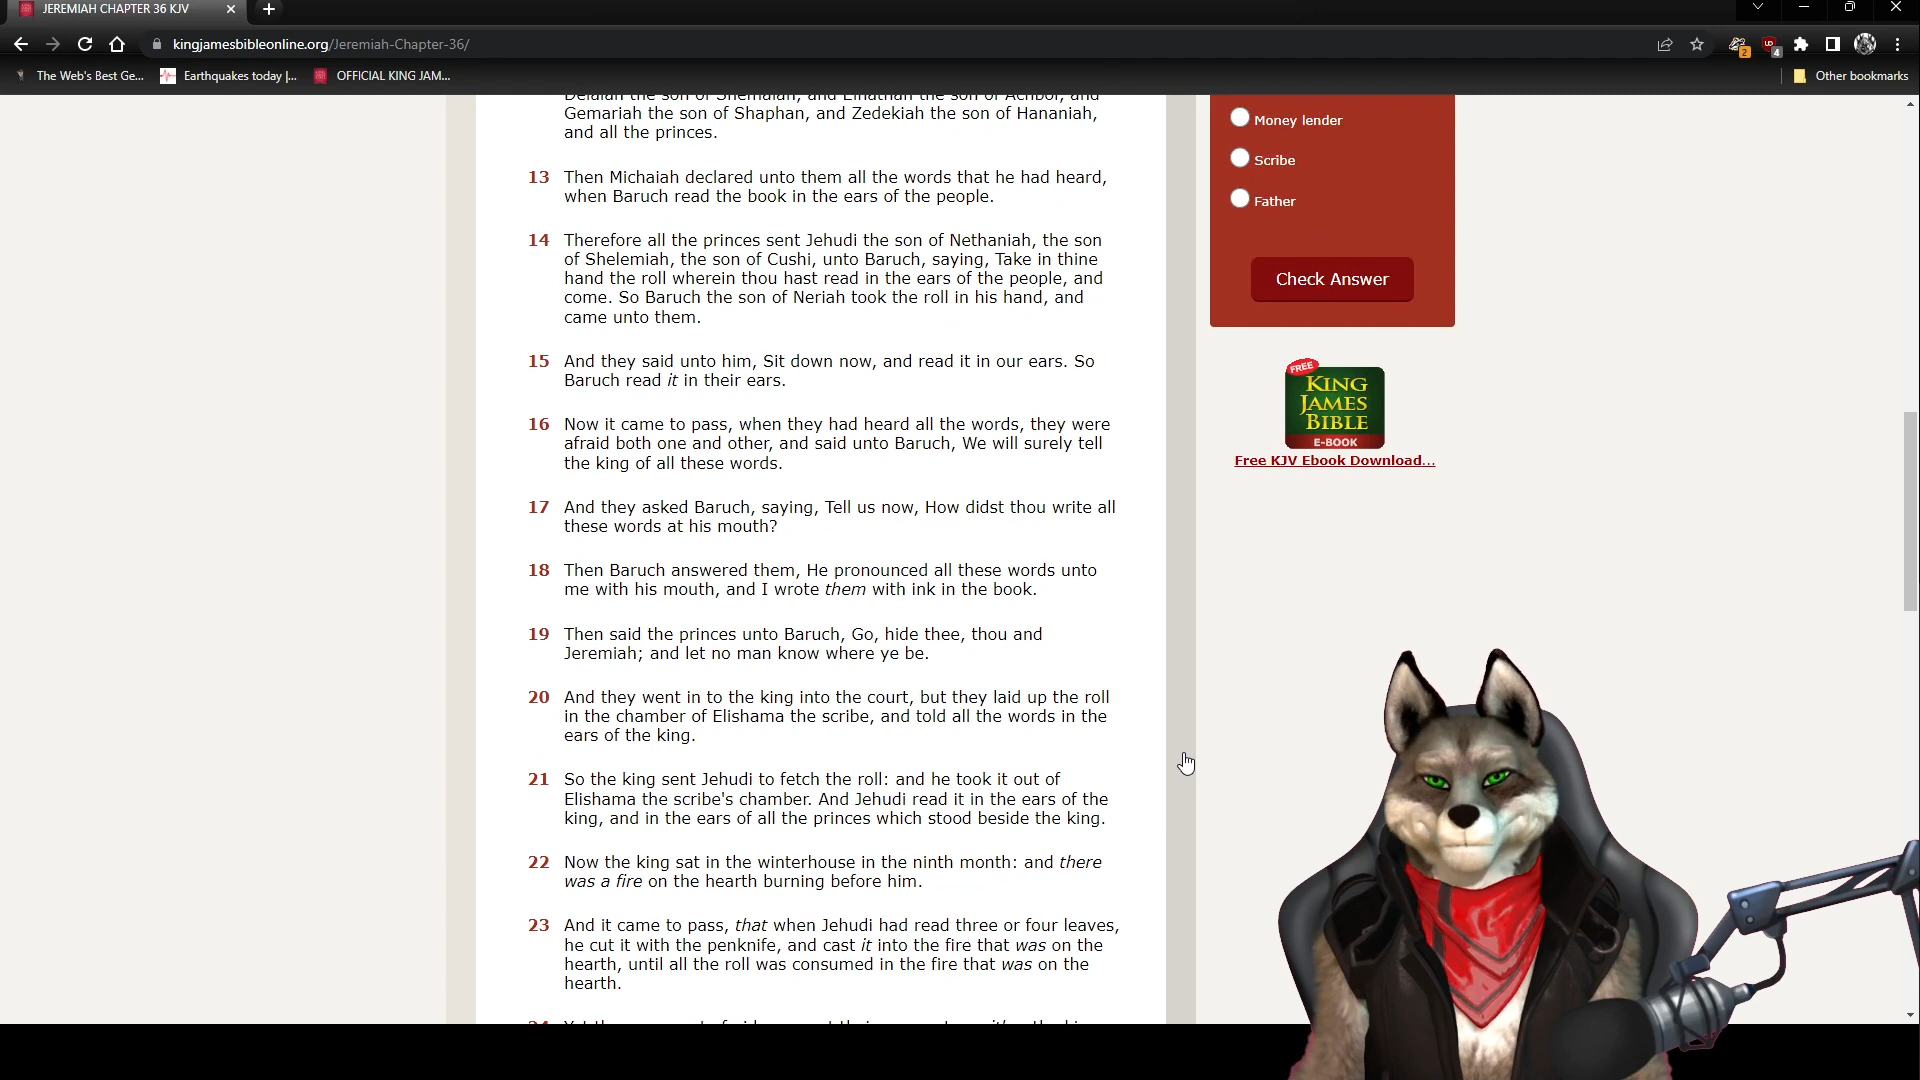 JEREMIAH CHAPTER 36 KJV
kingjamesbibleonline.org/Jeremiah-Chapter-36/
2
4
The Web's Best Ge...
Earthquakes today |...
OFFICIAL KING JAM...
Other bookmarks
Delaiah the son of Shemaiah, and Elnathan the son of Achbor, and
Gemariah the son of Shaphan, and Zedekiah the son of Hananiah,
and all the princes.
13 Then Michaiah declared unto them all the words that he had heard,
when Baruch read the book in the ears of the people.
14 Therefore all the princes sent Jehudi the son of Nethaniah, the son
of Shelemiah, the son of Cushi, unto Baruch, saying, Take in thine
hand the roll wherein thou hast read in the ears of the people, and
come. So Baruch the son of Neriah took the roll in his hand, and
came unto them.
15 And they said unto him, Sit down now, and read it in our ears. So
Baruch read it in their ears.
16 Now it came to pass, when they had heard all the words, they were
afraid both one and other, and said unto Baruch, We will surely tell
the king of all these words.
17 And they asked Baruch, saying, Tell us now, How didst thou write all
these words at his mouth?
18 Then Baruch answered them, He pronounced all these words unto
me with his mouth, and I wrote them with ink in the book.
19 Then said the princes unto Baruch, Go, hide thee, thou and
Jeremiah; and let no man know where ye be.
20 And they went in to the king into the court, but they laid up the roll
in the chamber of Elishama the scribe, and told all the words in the
ears of the king.
21 So the king sent Jehudi to fetch the roll: and he took it out of
Elishama the scribe's chamber. And Jehudi read it in the ears of the
king, and in the ears of all the princes which stood beside the king.
22 Now the king sat in the winterhouse in the ninth month: and there
was a fire on the hearth burning before him.
23 And it came to pass, that when Jehudi had read three or four leaves,
he cut it with the penknife, and cast it into the fire that was on the
hearth, until all the roll was consumed in the fire that was on the
hearth.
Money lender
Scribe
Father
Check Answer
FREE
KING
JAMES
BIBLE
E-BOOK
Free KJV Ebook Download...